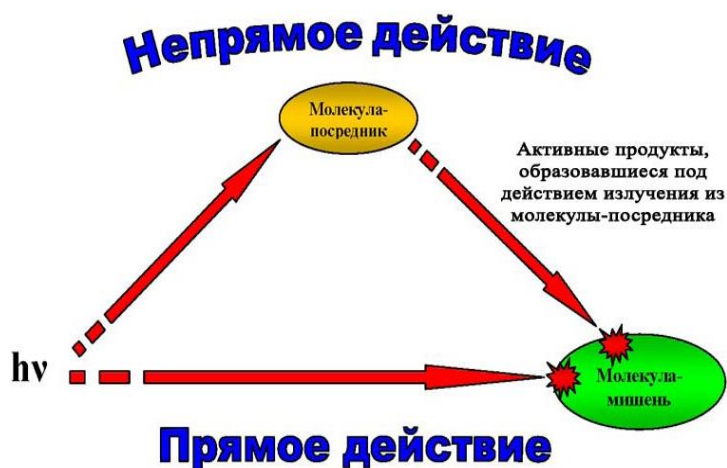 Непрямое действие
Молекула-
посредник
Активные продукты,
образовавшиеся под
действием излучения из
молекулы-посредника
hν
Молекула-
мишень
Прямое действие